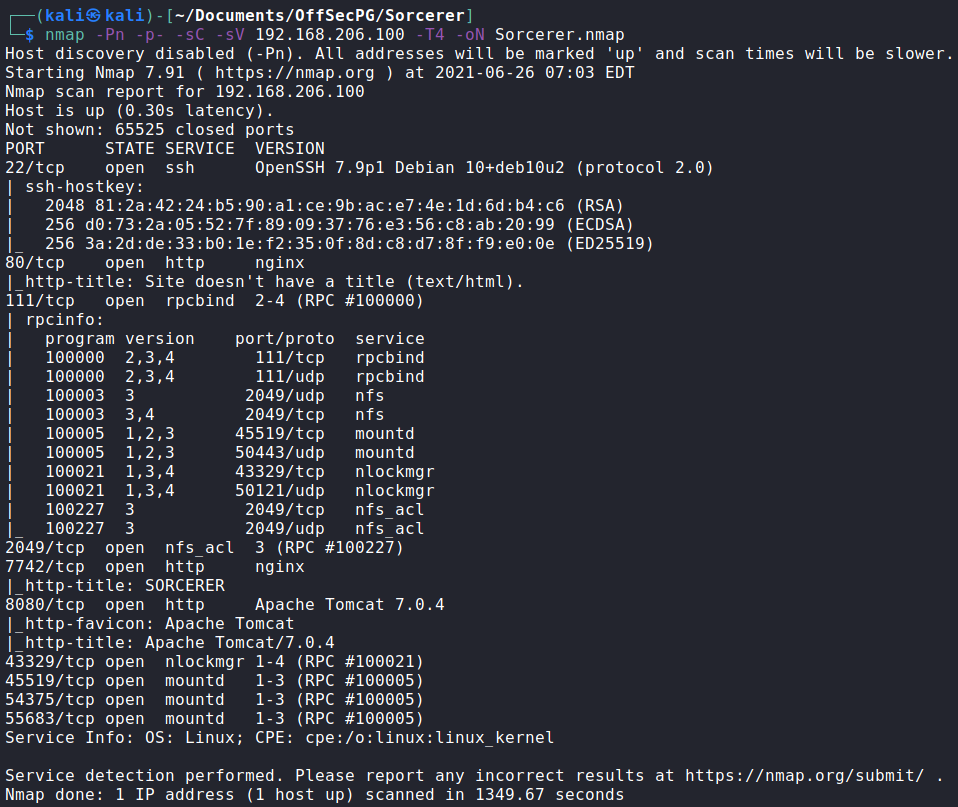 ┌──(kali㉿kali)-[~/Documents/OffSecPG/Sorcerer]
└─$ nmap -Pn -p- -sC -sV 192.168.206.100 -T4 -oN Sorcerer.nmap
Host discovery disabled (-Pn). All addresses will be marked 'up' and scan times will be slower.
Starting Nmap 7.91 ( https://nmap.org ) at 2021-06-26 07:03 EDT
Nmap scan report for 192.168.206.100
Host is up (0.30s latency).
Not shown: 65525 closed ports
PORT      STATE SERVICE  VERSION
22/tcp    open  ssh      OpenSSH 7.9p1 Debian 10+deb10u2 (protocol 2.0)
| ssh-hostkey:
|   2048 81:2a:42:24:b5:90:a1:ce:9b:ac:e7:4e:1d:6d:b4:c6 (RSA)
|   256 d0:73:2a:05:52:7f:89:09:37:76:e3:56:c8:ab:20:99 (ECDSA)
|_  256 3a:2d:de:33:b0:1e:f2:35:0f:8d:c8:d7:8f:f9:e0:0e (ED25519)
80/tcp    open  http     nginx
|_http-title: Site doesn't have a title (text/html).
111/tcp   open  rpcbind  2-4 (RPC #100000)
| rpcinfo:
|   program version    port/proto  service
|   100000  2,3,4        111/tcp   rpcbind
|   100000  2,3,4        111/udp   rpcbind
|   100003  3           2049/udp   nfs
|   100003  3,4         2049/tcp   nfs
|   100005  1,2,3      45519/tcp   mountd
|   100005  1,2,3      50443/udp   mountd
|   100021  1,3,4      43329/tcp   nlockmgr
|   100021  1,3,4      50121/udp   nlockmgr
|   100227  3           2049/tcp   nfs_acl
|_  100227  3           2049/udp   nfs_acl
2049/tcp  open  nfs_acl  3 (RPC #100227)
7742/tcp  open  http     nginx
|_http-title: SORCERER
8080/tcp  open  http     Apache Tomcat 7.0.4
|_http-favicon: Apache Tomcat
|_http-title: Apache Tomcat/7.0.4
43329/tcp open  nlockmgr 1-4 (RPC #100021)
45519/tcp open  mountd   1-3 (RPC #100005)
54375/tcp open  mountd   1-3 (RPC #100005)
55683/tcp open  mountd   1-3 (RPC #100005)
Service Info: OS: Linux; CPE: cpe:/o:linux:linux_kernel

Service detection performed. Please report any incorrect results at https://nmap.org/submit/ .
Nmap done: 1 IP address (1 host up) scanned in 1349.67 seconds